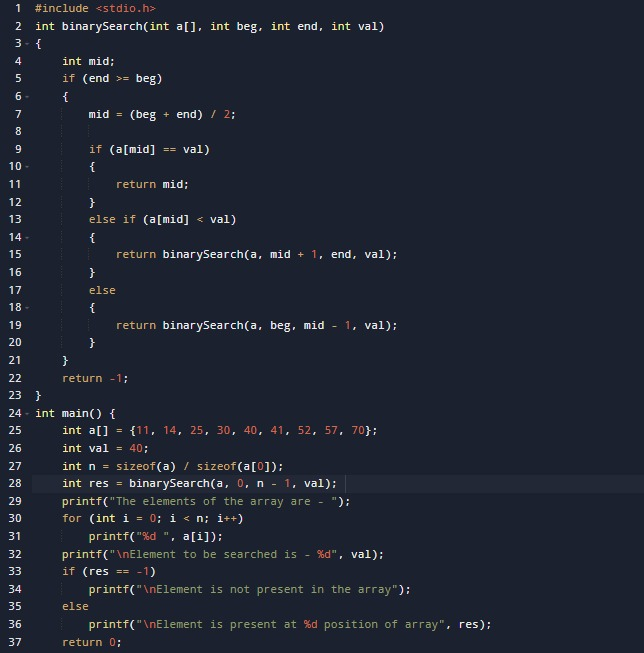 1 #include <stdio.h>
2 int binarySearch(int a[], int beg, int end, int val)
3 {
4     int mid;
5     if (end >= beg)
6     {
7         mid = (beg + end) / 2;
8
9         if (a[mid] == val)
10         {
11             return mid;
12         }
13         else if (a[mid] < val)
14         {
15             return binarySearch(a, mid + 1, end, val);
16         }
17         else
18         {
19             return binarySearch(a, beg, mid - 1, val);
20         }
21     }
22     return -1;
23 }
24 int main() {
25     int a[] = {11, 14, 25, 30, 40, 41, 52, 57, 70};
26     int val = 40;
27     int n = sizeof(a) / sizeof(a[0]);
28     int res = binarySearch(a, 0, n - 1, val);
29     printf("The elements of the array are - ");
30     for (int i = 0; i < n; i++)
31         printf("%d ", a[i]);
32     printf("\nElement to be searched is - %d", val);
33     if (res == -1)
34         printf("\nElement is not present in the array");
35     else
36         printf("\nElement is present at %d position of array", res);
37     return 0;